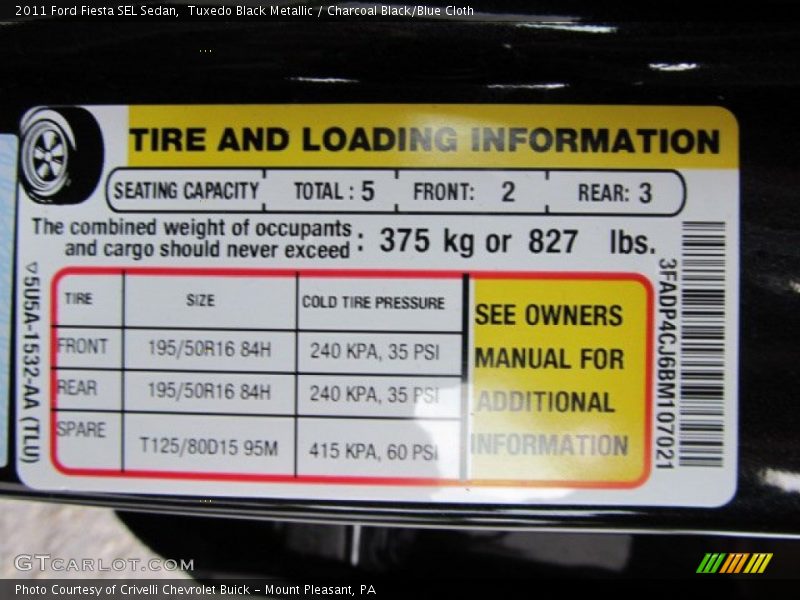 2011 Ford Fiesta SEL Sedan,  Tuxedo Black Metallic / Charcoal Black/Blue Cloth
TIRE AND LOADING INFORMATION
SEATING CAPACITY TOTAL : 5 FRONT: 2 REAR: 3
The combined weight of occupants
and cargo should never exceed : 375 kg or 827 lbs.
TIRE SIZE COLD TIRE PRESSURE
FRONT 195/50R16 84H 240 KPA, 35 PSI
REAR 195/50R16 84H 240 KPA, 35 PSI
SPARE T125/80D15 95M 415 KPA, 60 PSI
SEE OWNERS
MANUAL FOR
ADDITIONAL
INFORMATION
▽5U5A-1532-AA (TLU)
3FADP4CJ6BM107021
GTCARLOT.COM
Photo Courtesy of Crivelli Chevrolet Buick - Mount Pleasant, PA